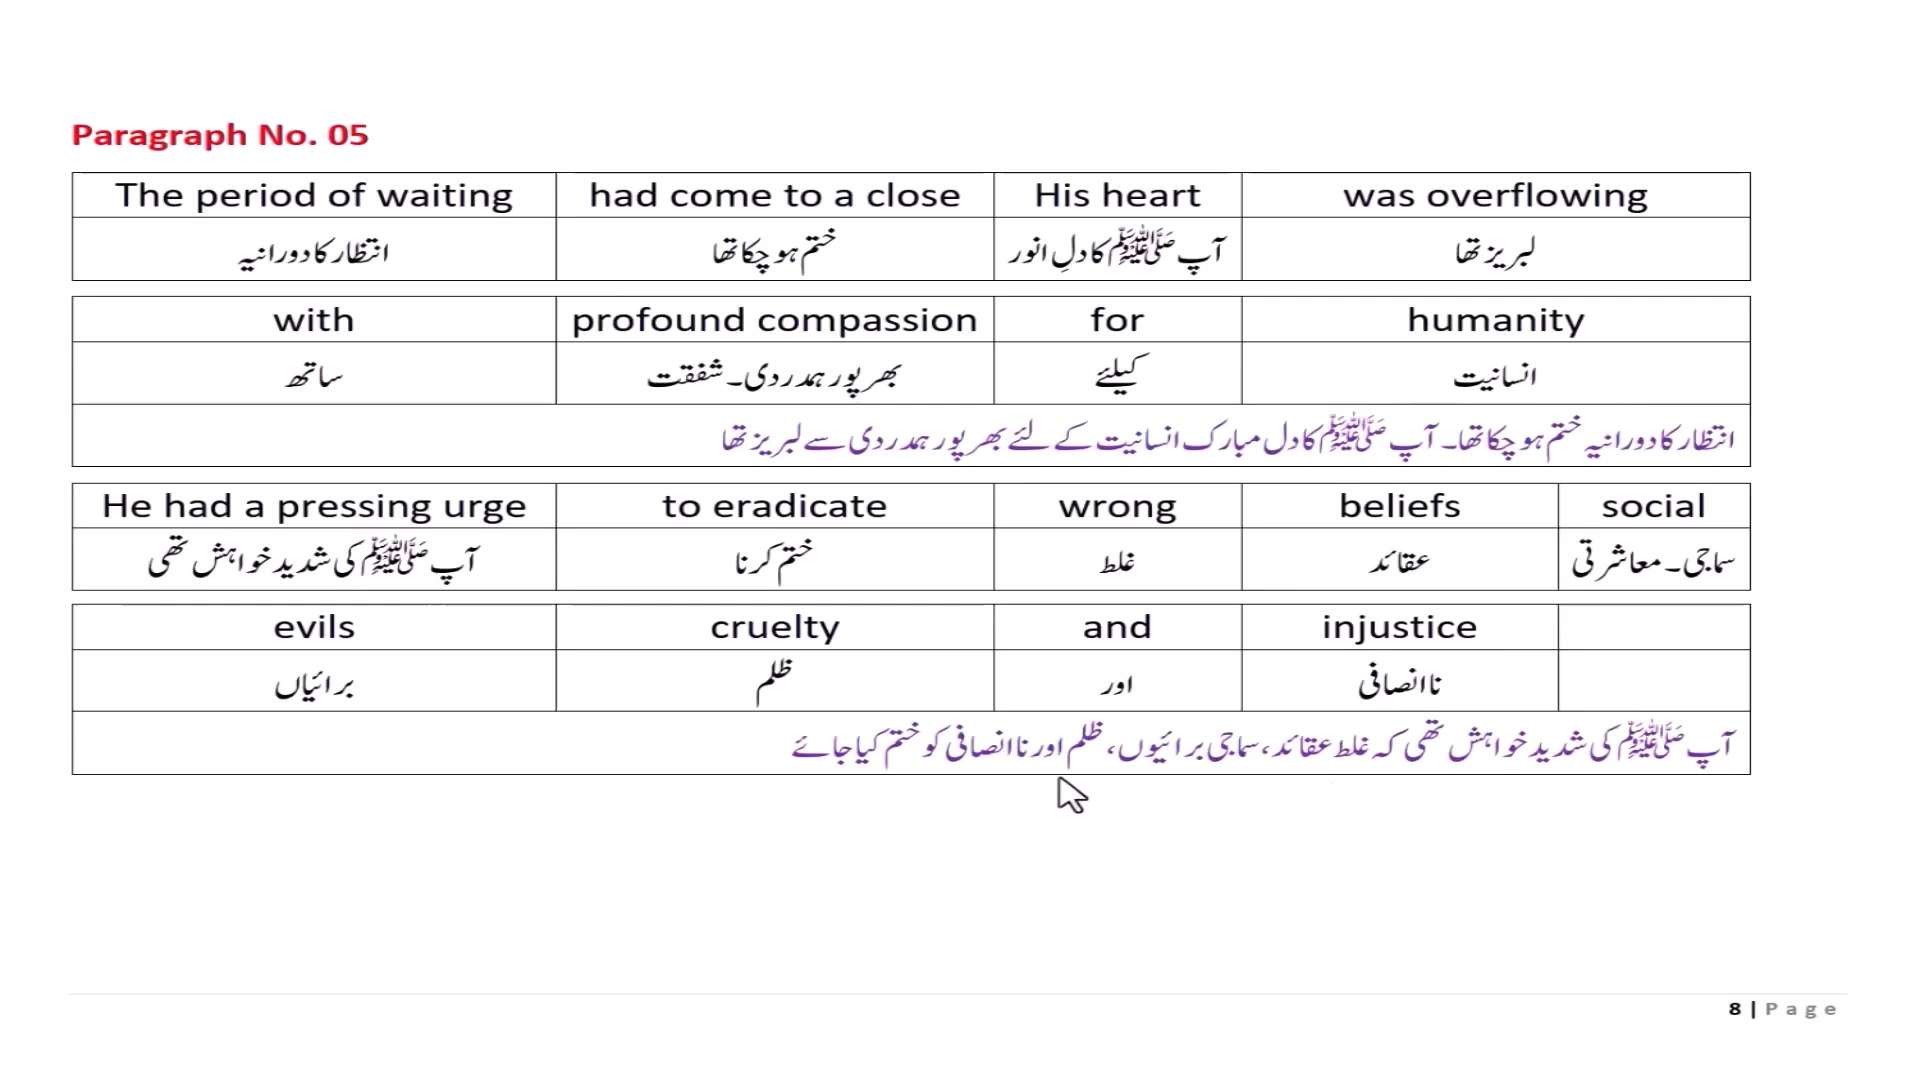 Paragraph No. 05
The period of waiting had come to a close His heart was overflowing
انتظار کا دورانیہ ختم ہو چکا تھا آپ ﷺ کا دلِ انور لبریز تھا
with profound compassion for humanity
ساتھ بھرپور ہمدردی۔ شفقت کیلئے انسانیت
انتظار کا دورانیہ ختم ہو چکا تھا۔ آپ ﷺ کا دل مبارک انسانیت کے لئے بھرپور ہمدردی سے لبریز تھا
He had a pressing urge to eradicate wrong beliefs social
آپ ﷺ کی شدید خواہش تھی ختم کرنا غلط عقائد سماجی۔ معاشرتی
evils cruelty and injustice
برائیاں ظلم اور ناانصافی
آپ ﷺ کی شدید خواہش تھی کہ غلط عقائد، سماجی برائیوں، ظلم اور ناانصافی کو ختم کیا جائے
8 | Page